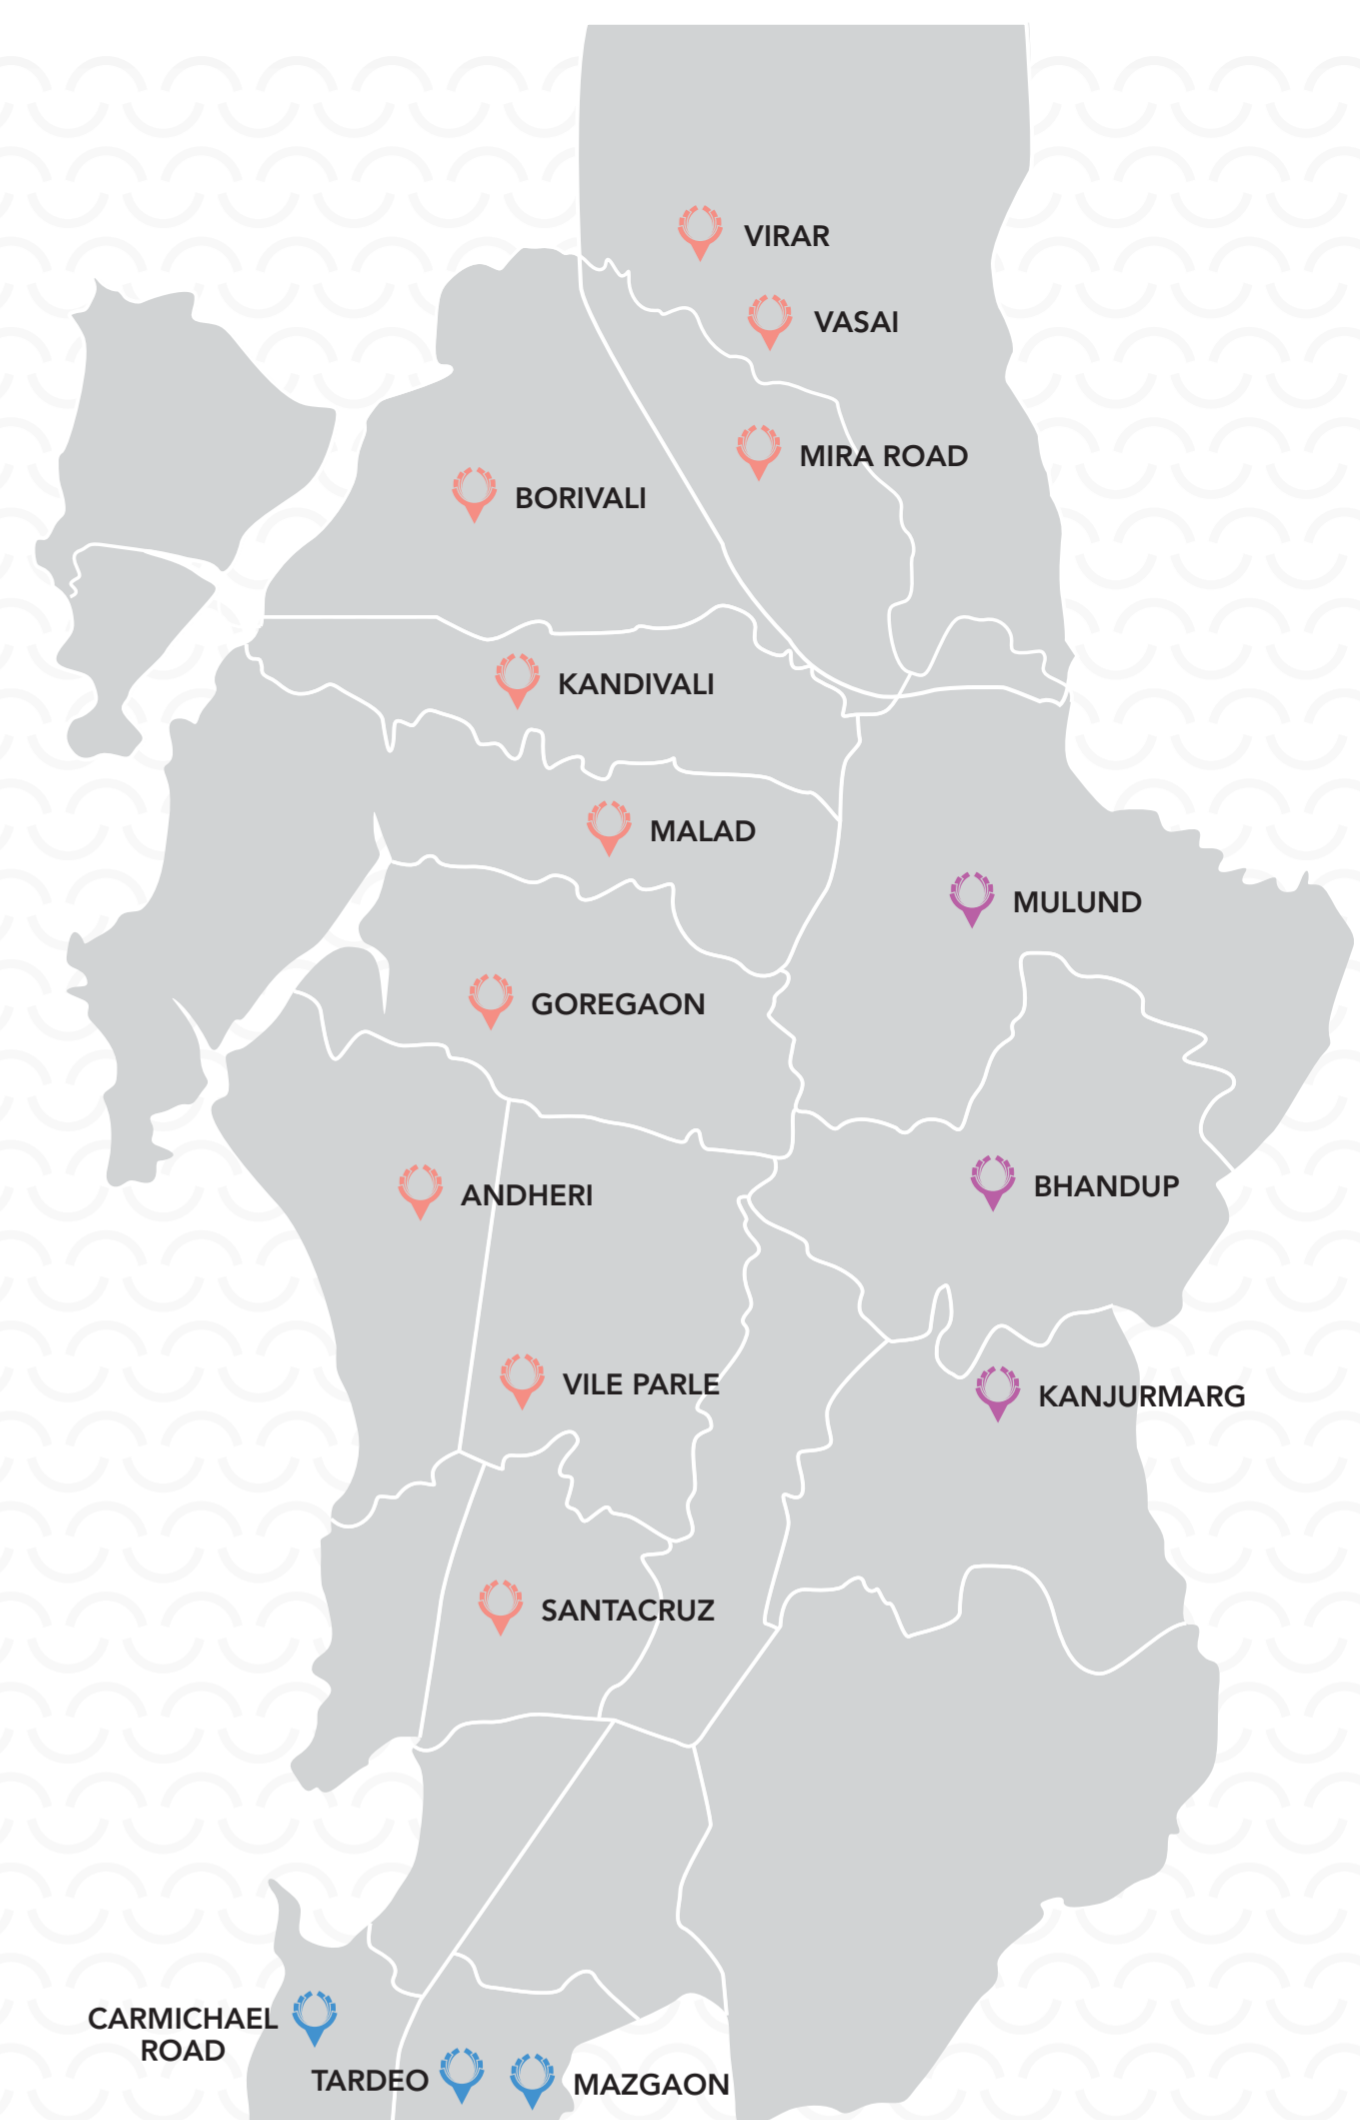 VIRAR
VASAI
MIRA ROAD
BORIVALI
KANDIVALI
MALAD
MULUND
GOREGAON
BHANDUP
ANDHERI
VILE PARLE
KANJURMARG
SANTACRUZ
CARMICHAEL
ROAD
TARDEO
MAZGAON